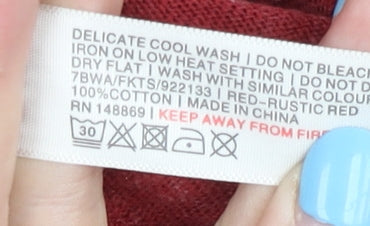 DELICATE COOL WASH | DO NOT BLEACH
IRON ON LOW HEAT SETTING | DO NOT D
DRY FLAT | WASH WITH SIMILAR COLOUR
7BWA/FKTS/922133 | RED-RUSTIC RED
100%COTTON | MADE IN CHINA
RN 148869 | KEEP AWAY FROM FIRE
30